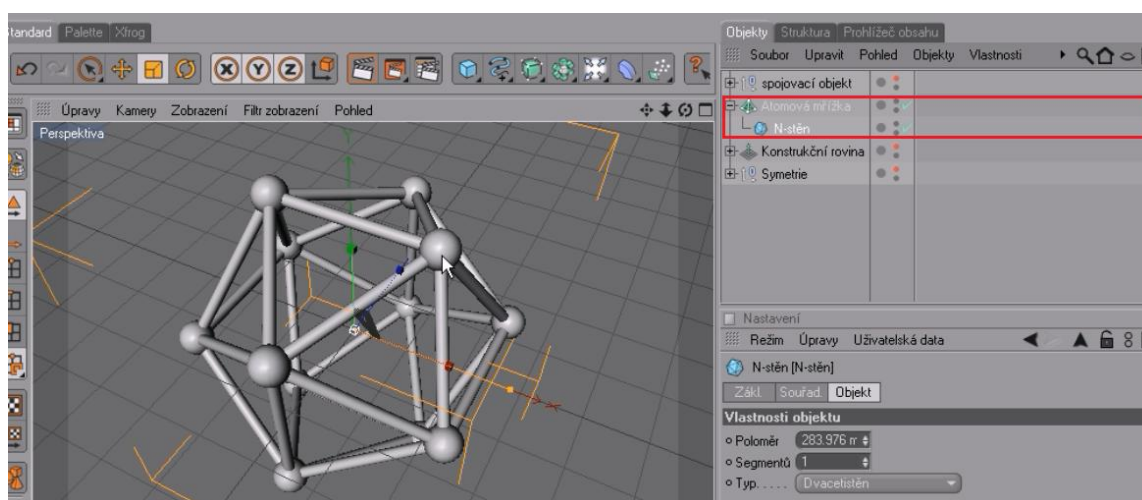 Standard Palette Xfrog
Objekty Struktura Prohlížeč obsahu
Soubor Upravit Pohled Objekty Vlastnosti
X Y Z
spojovací objekt
Úpravy Kamery Zobrazení Filtr zobrazení Pohled
Atomová mřížka
Perspektiva
N-stěn
Konstrukční rovina
Symetrie
Y
X
Nastavení
Režim Úpravy Uživatelská data
N-stěn [N-stěn]
Zákl. Souřad. Objekt
Vlastnosti objektu
Poloměr 283.976 m
Segmentů 1
Typ. . . . . Dvacetistěn